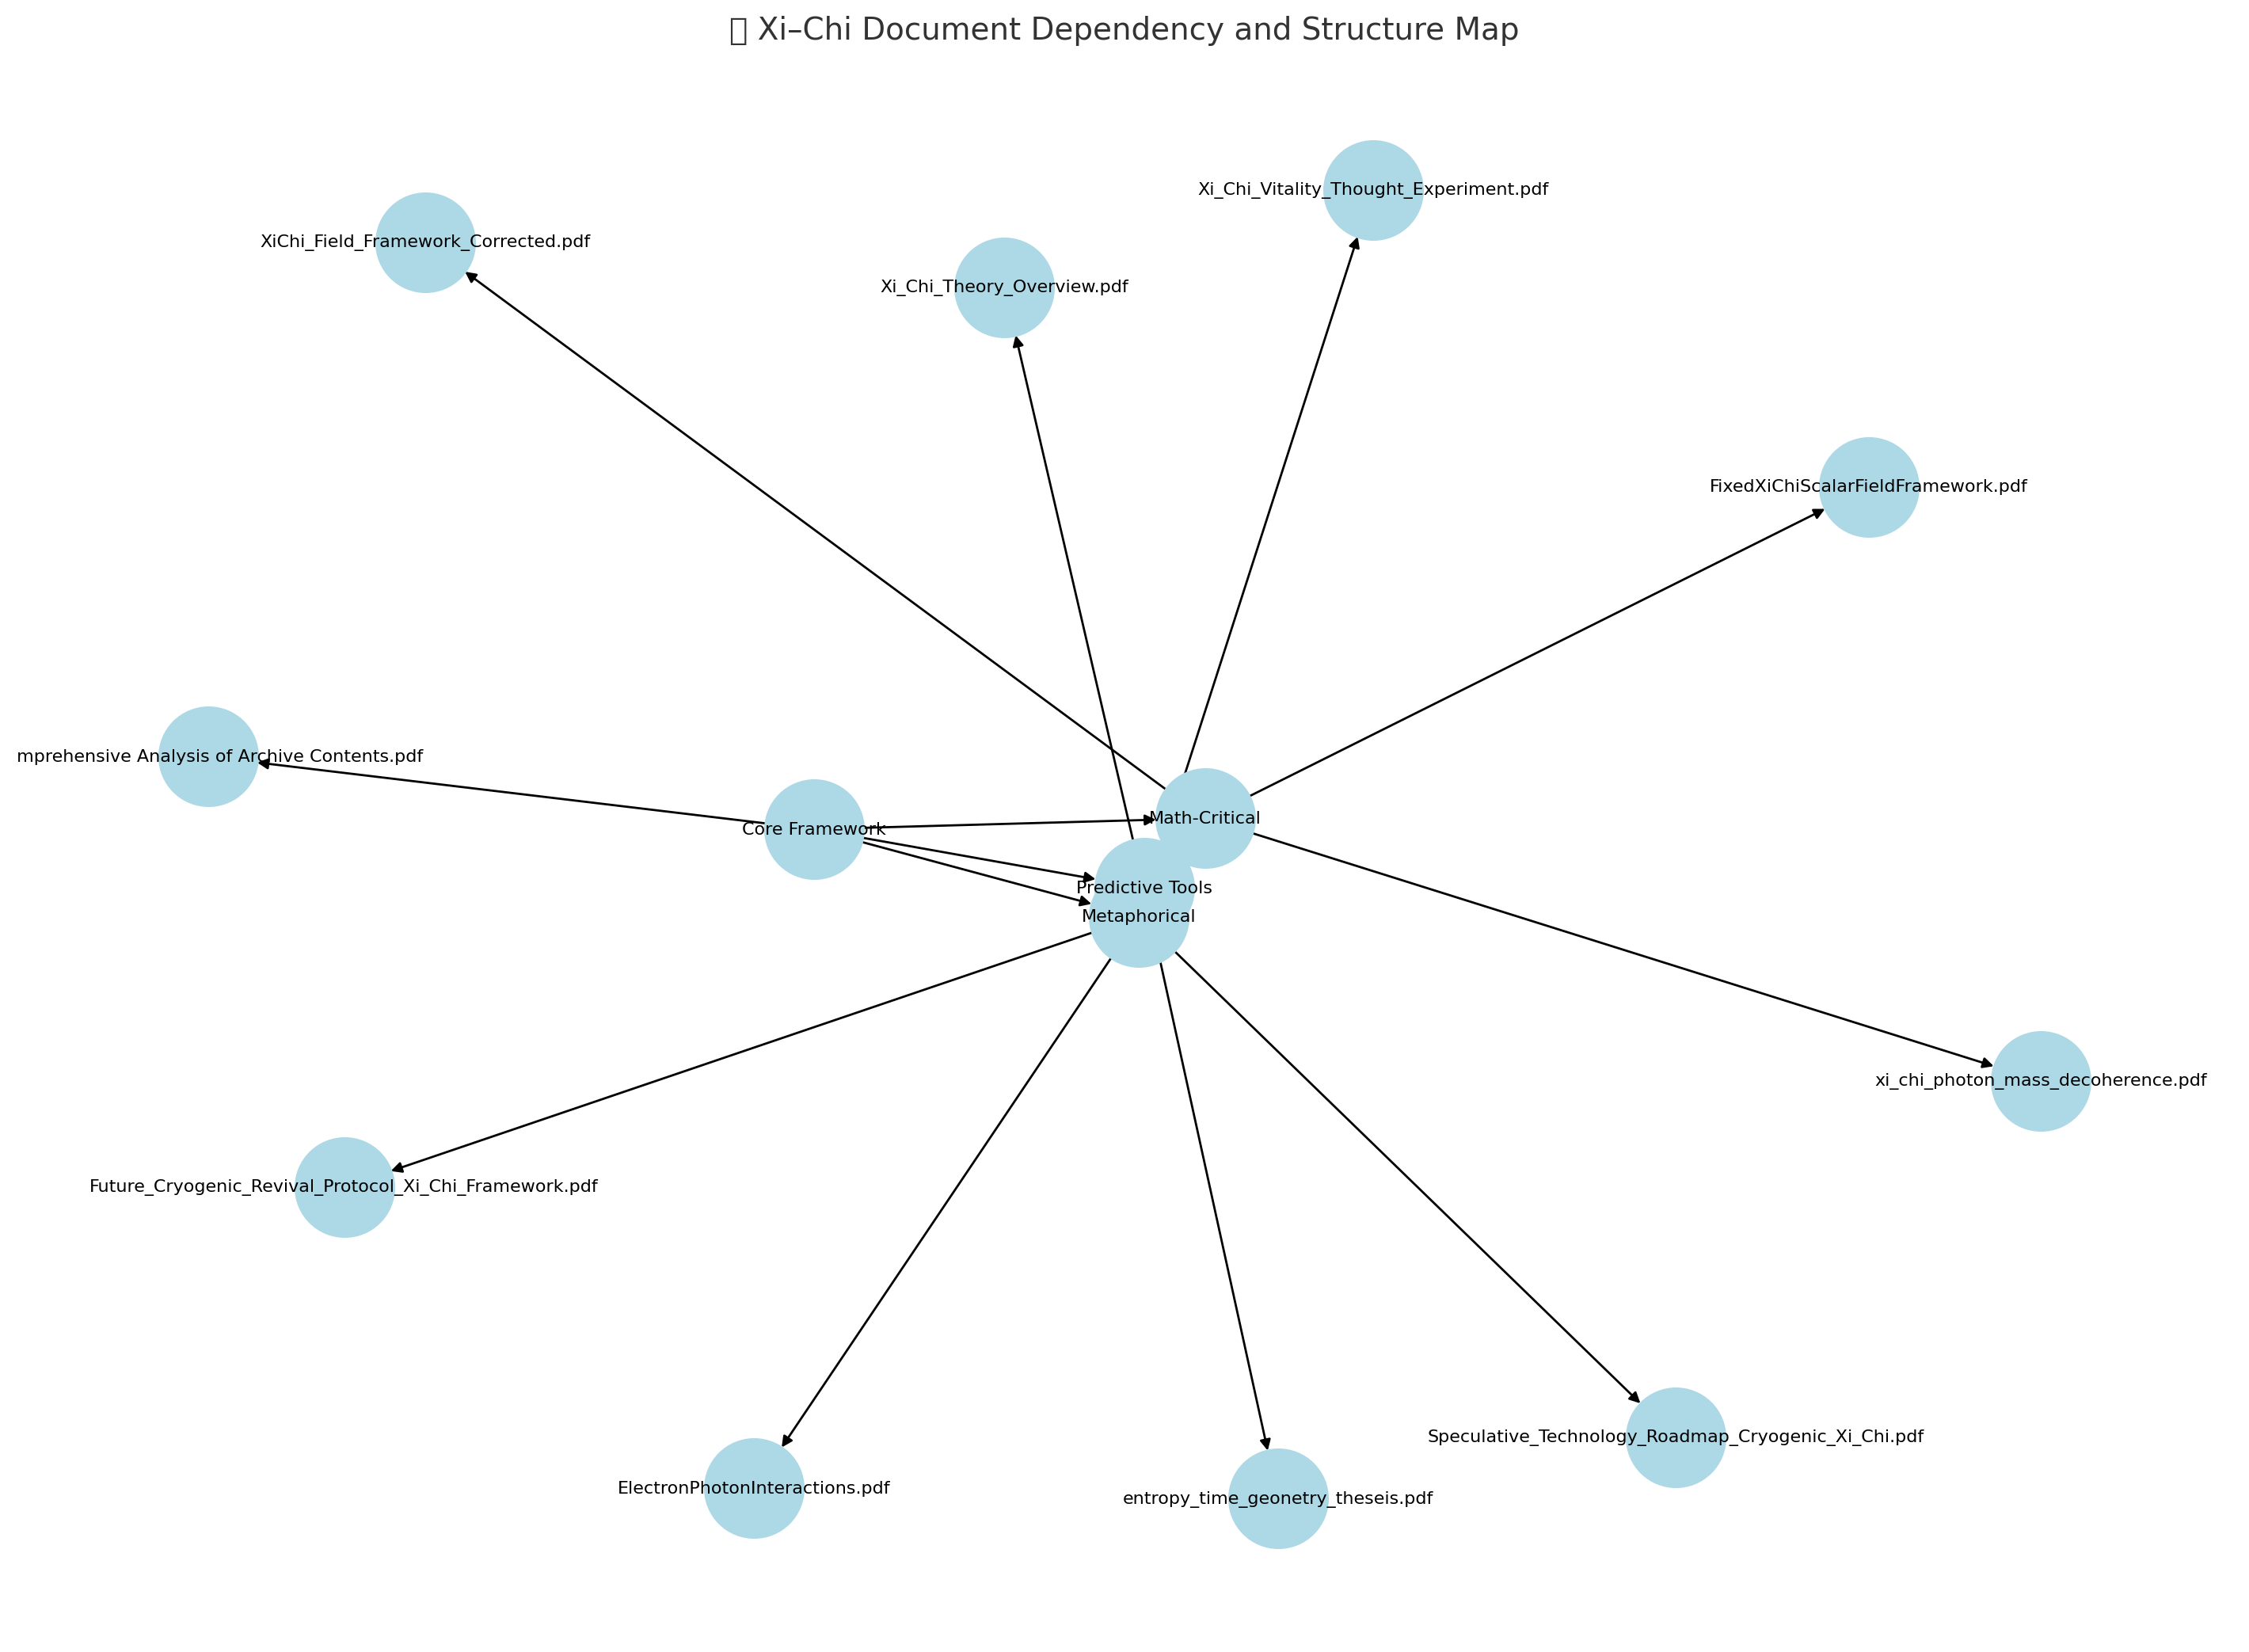 Xi–Chi Document Dependency and Structure Map
Xi_Chi_Vitality_Thought_Experiment.pdf
XiChi_Field_Framework_Corrected.pdf
Xi_Chi_Theory_Overview.pdf
FixedXiChiScalarFieldFramework.pdf
mprehensive Analysis of Archive Contents.pdf
Math-Critical
Core Framework
Predictive Tools
Metaphorical
xi_chi_photon_mass_decoherence.pdf
Future_Cryogenic_Revival_Protocol_Xi_Chi_Framework.pdf
Speculative_Technology_Roadmap_Cryogenic_Xi_Chi.pdf
ElectronPhotonInteractions.pdf
entropy_time_geometry_theseis.pdf